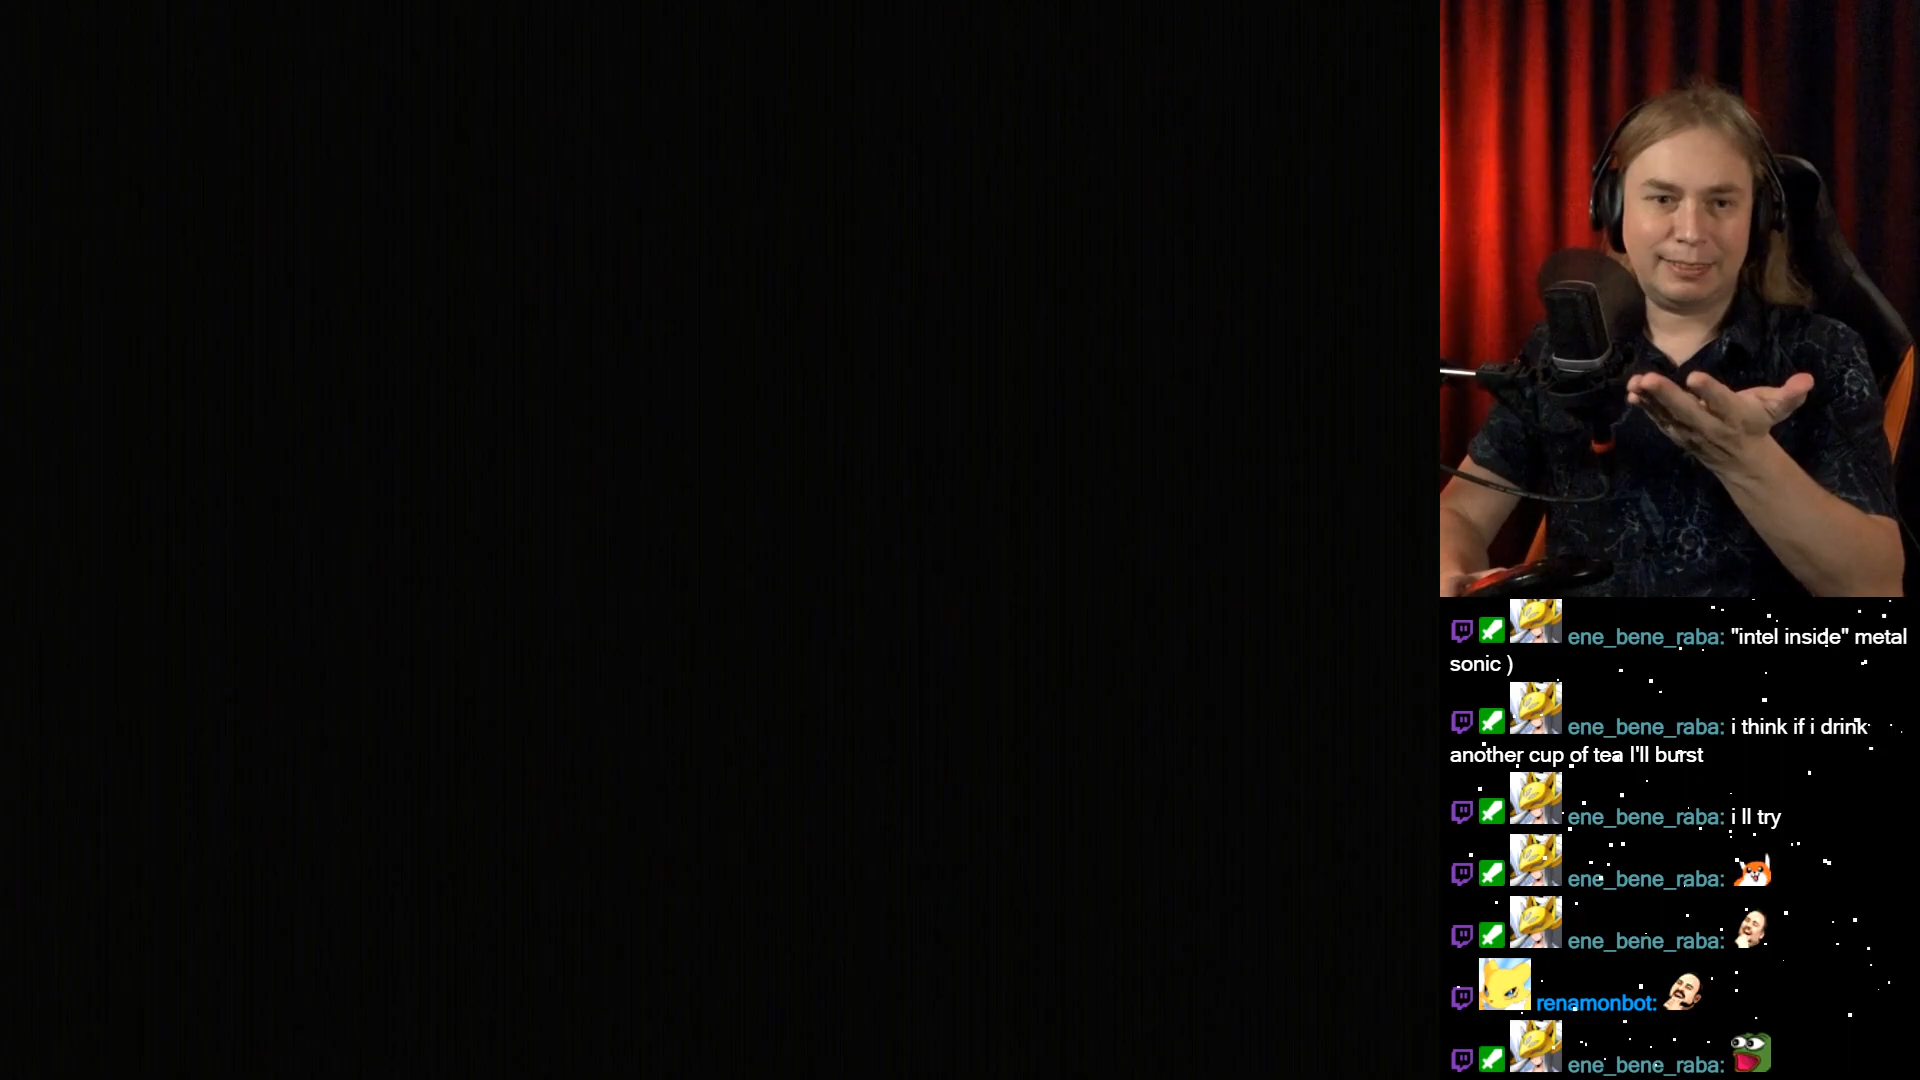 ene_bene_raba: "intel inside" metal
sonic )
ene_bene_raba: i think if i drink
another cup of tea I'll burst
ene_bene_raba: i ll try
ene_bene_raba:
ene_bene_raba:
renamonbot:
ene_bene_raba: